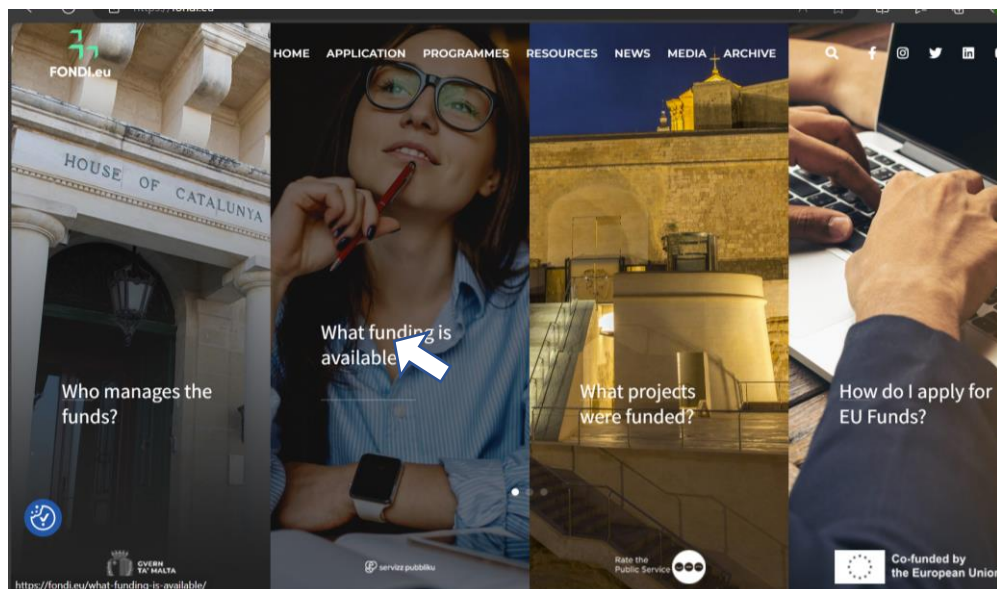 https://fondi.eu
FONDI.eu
HOME APPLICATION PROGRAMMES RESOURCES NEWS MEDIA ARCHIVE
HOUSE OF CATALUNYA
What funding is
available
Who manages the
funds?
What projects
were funded?
How do I apply for
EU Funds?
GVERN
TA' MALTA
servizz pubbliku
Rate the
Public Service
Co-funded by
the European Union
https://fondi.eu/what-funding-is-available/